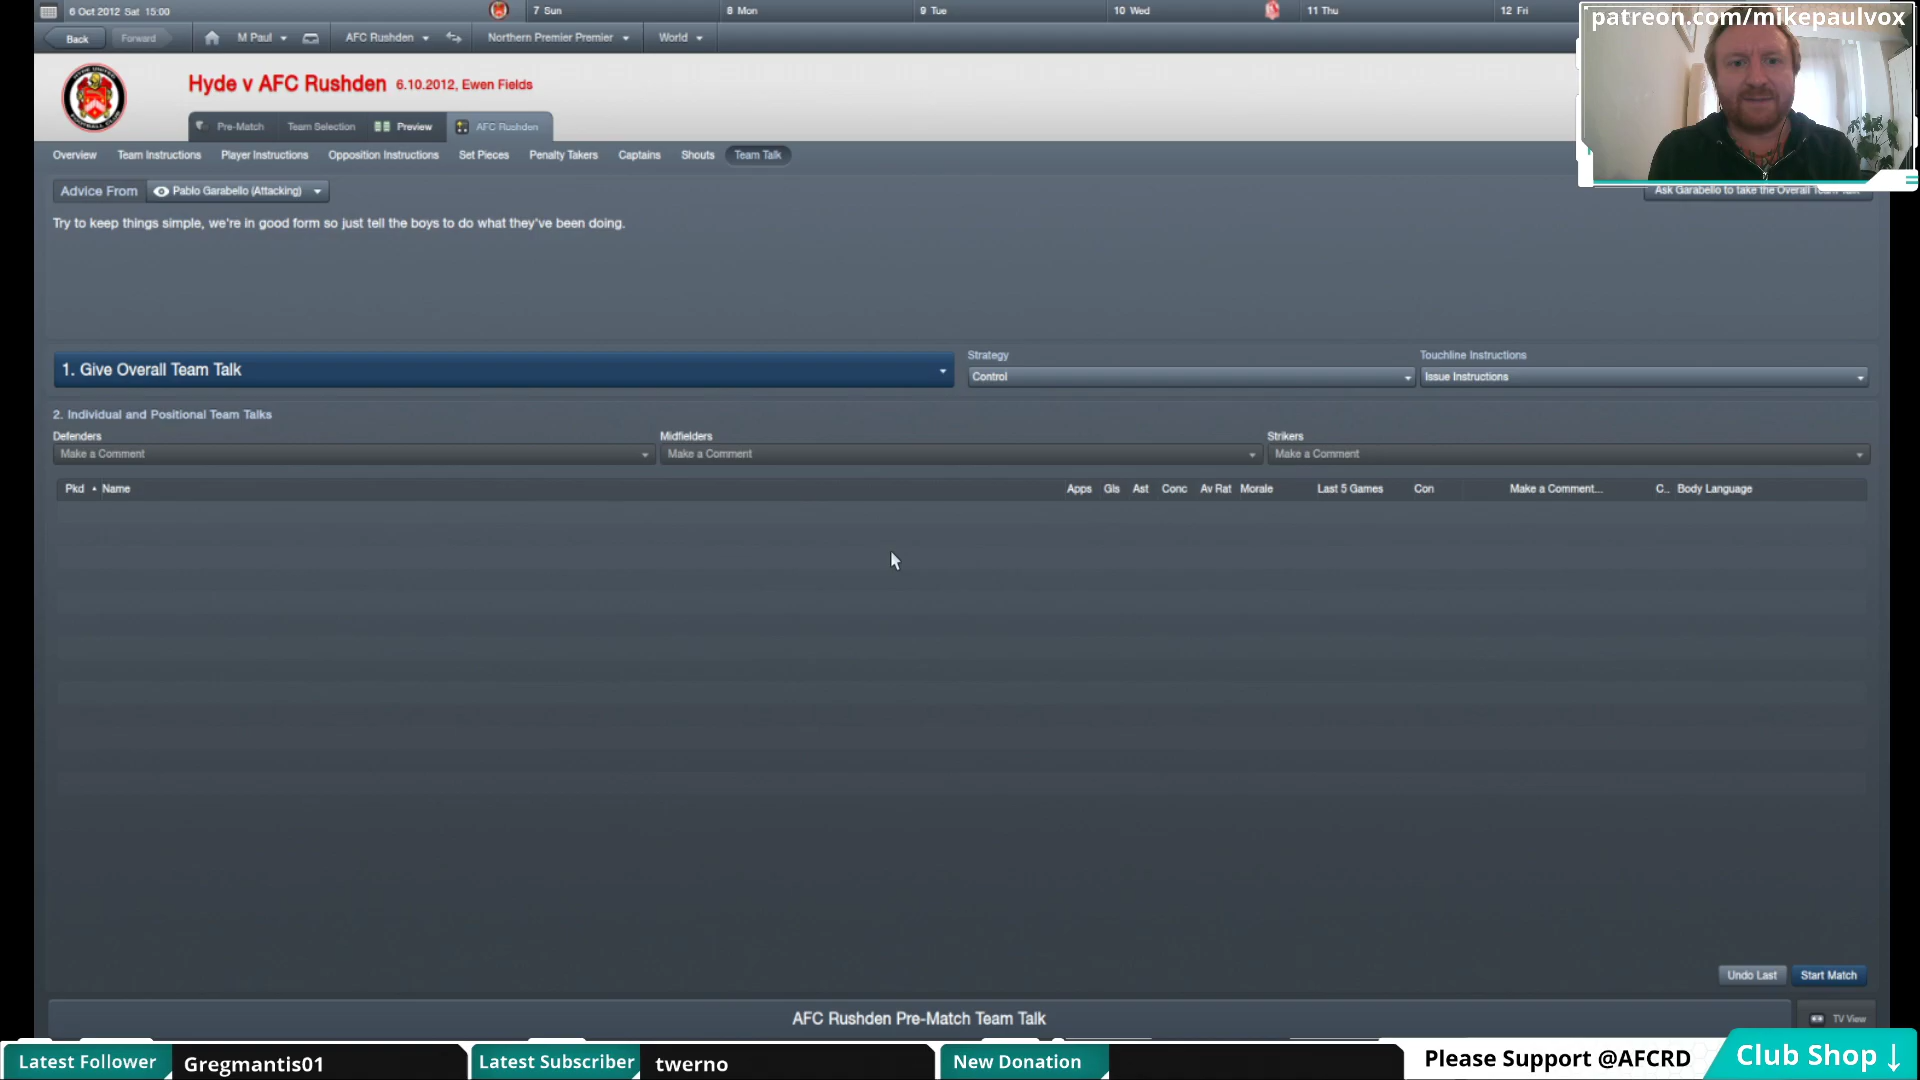 6 Oct 2012 Sat 15:00
7 Sun
8 Mon
9 Tue
10 Wed
11 Thu
12 Fri
patreon.com/mikepaulvox
Back
Forward
M Paul
AFC Rushden
Northern Premier Premier
World
Hyde v AFC Rushden
6.10.2012, Ewen Fields
Pre-Match
Team Selection
Preview
AFC Rushden
Overview
Team Instructions
Player Instructions
Opposition Instructions
Set Pieces
Penalty Takers
Captains
Shouts
Team Talk
Advice From
Pablo Garabello (Attacking)
Ask Garabello to take the Overall Team Talk
Try to keep things simple, we're in good form so just tell the boys to do what they've been doing.
1. Give Overall Team Talk
Strategy
Control
Touchline Instructions
Issue Instructions
2. Individual and Positional Team Talks
Defenders
Make a Comment
Midfielders
Make a Comment
Strikers
Make a Comment
Pkd
Name
Apps
Gls
Ast
Conc
Av Rat
Morale
Last 5 Games
Con
Make a Comment...
C..
Body Language
Undo Last
Start Match
AFC Rushden Pre-Match Team Talk
TV View
Latest Follower
Gregmantis01
Latest Subscriber
twerno
New Donation
Please Support @AFCRD
Club Shop ↓